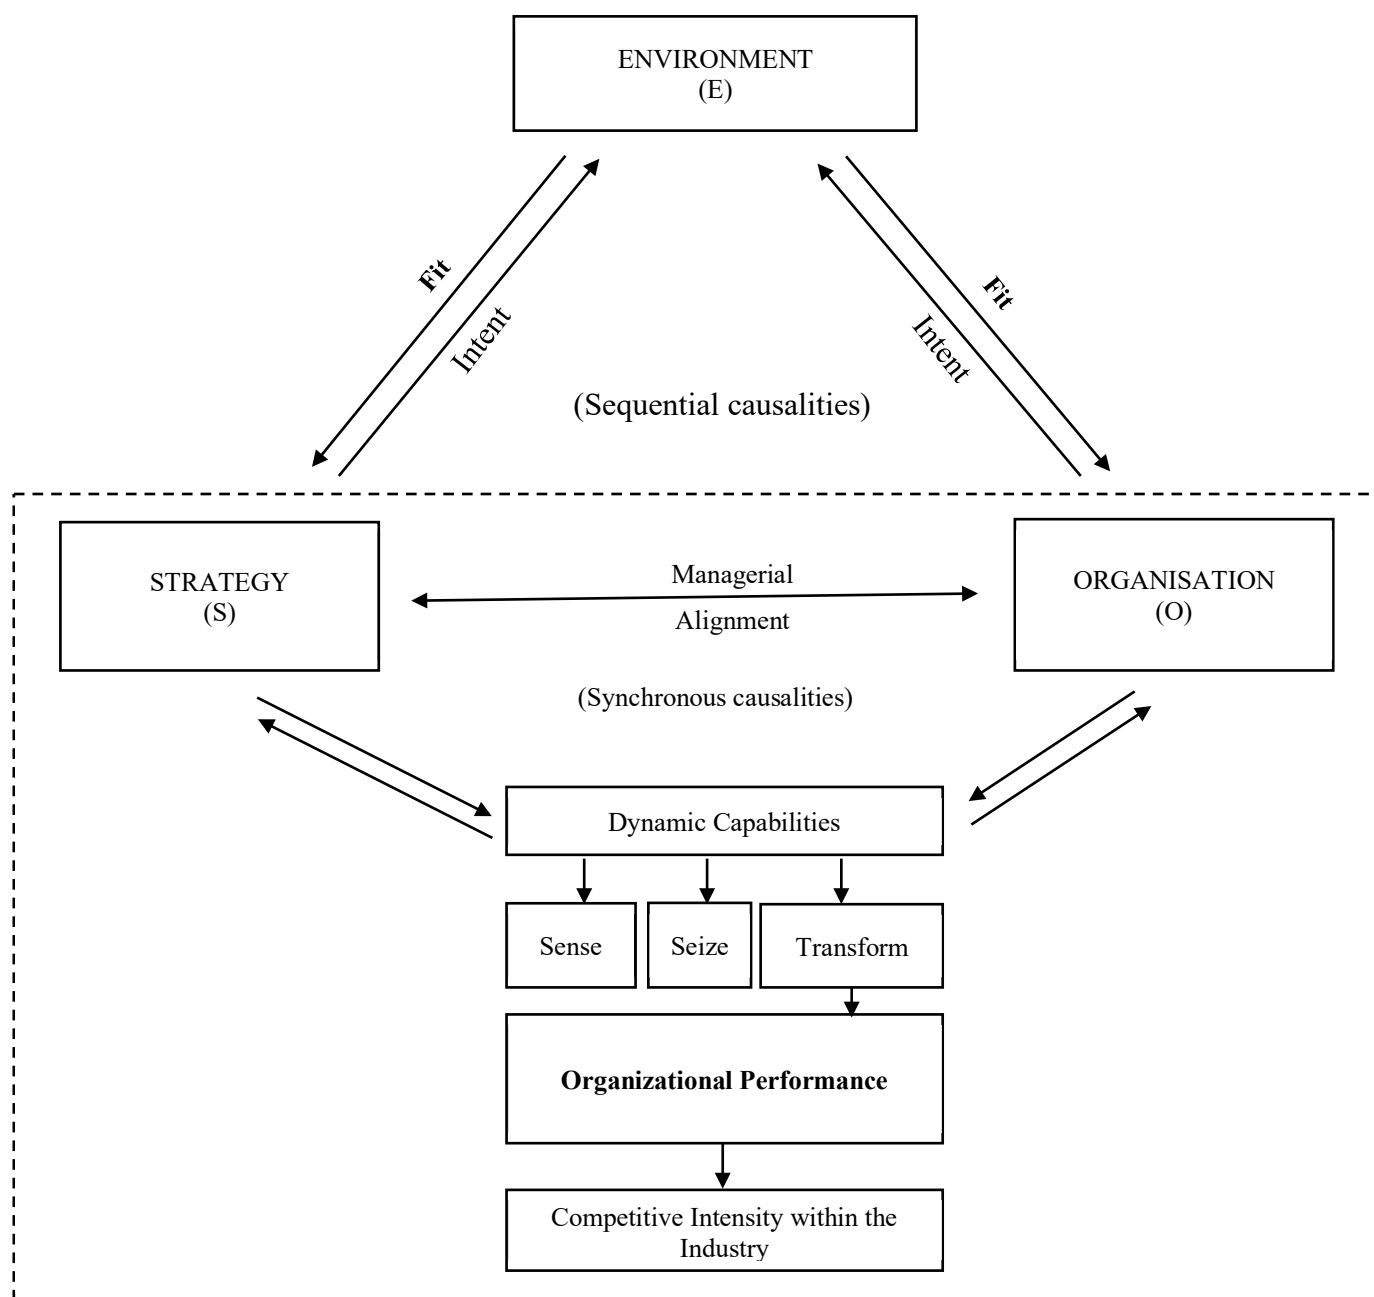 ENVIRONMENT
(E)
Fit
Intent
Fit
Intent
(Sequential causalities)
STRATEGY
(S)
Managerial
Alignment
ORGANISATION
(O)
(Synchronous causalities)
Dynamic Capabilities
Sense
Seize
Transform
Organizational Performance
Competitive Intensity within the
Industry